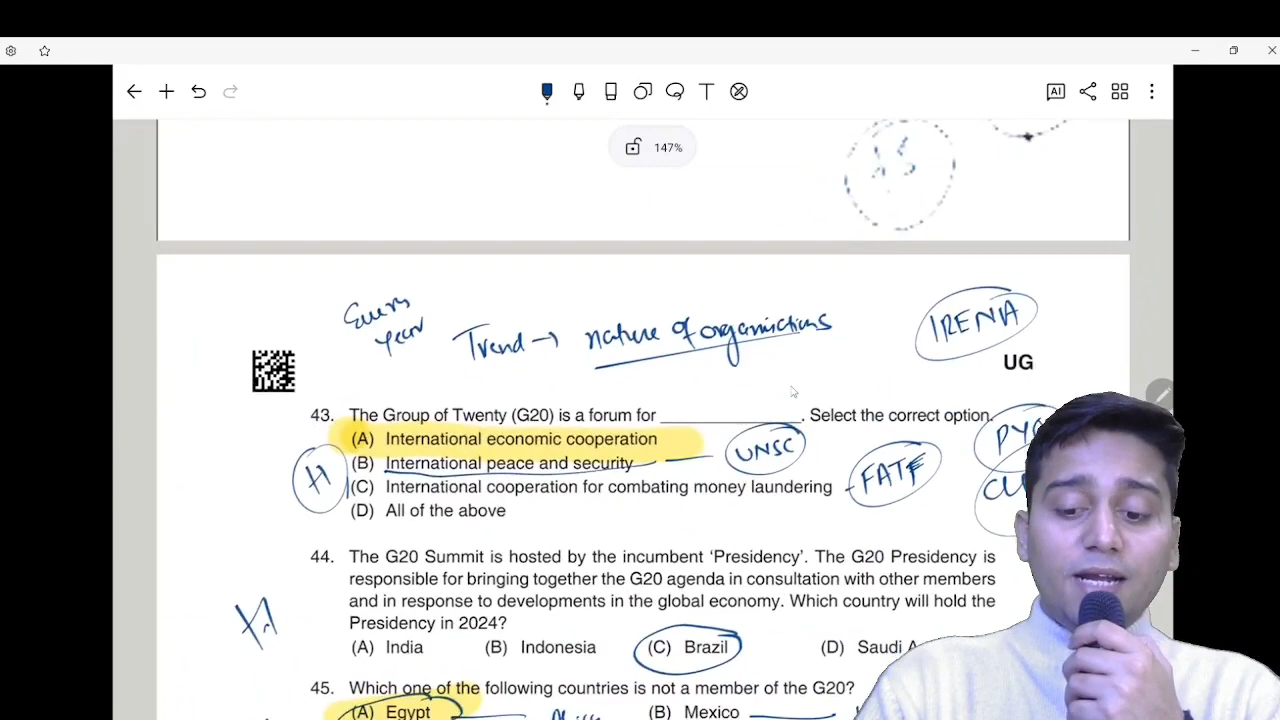 AI
147%
Every
year
Trend → nature of organisations
IRENA
UG
43. The Group of Twenty (G20) is a forum for ____________. Select the correct option.
(A) International economic cooperation
(B) International peace and security
UNSC
(C) International cooperation for combating money laundering
FATF
(D) All of the above
H
44. The G20 Summit is hosted by the incumbent ‘Presidency’. The G20 Presidency is
responsible for bringing together the G20 agenda in consultation with other members
and in response to developments in the global economy. Which country will hold the
Presidency in 2024?
(A) India (B) Indonesia (C) Brazil (D) Saudi
45. Which one of the following countries is not a member of the G20?
(A) Egypt (B) Mexico